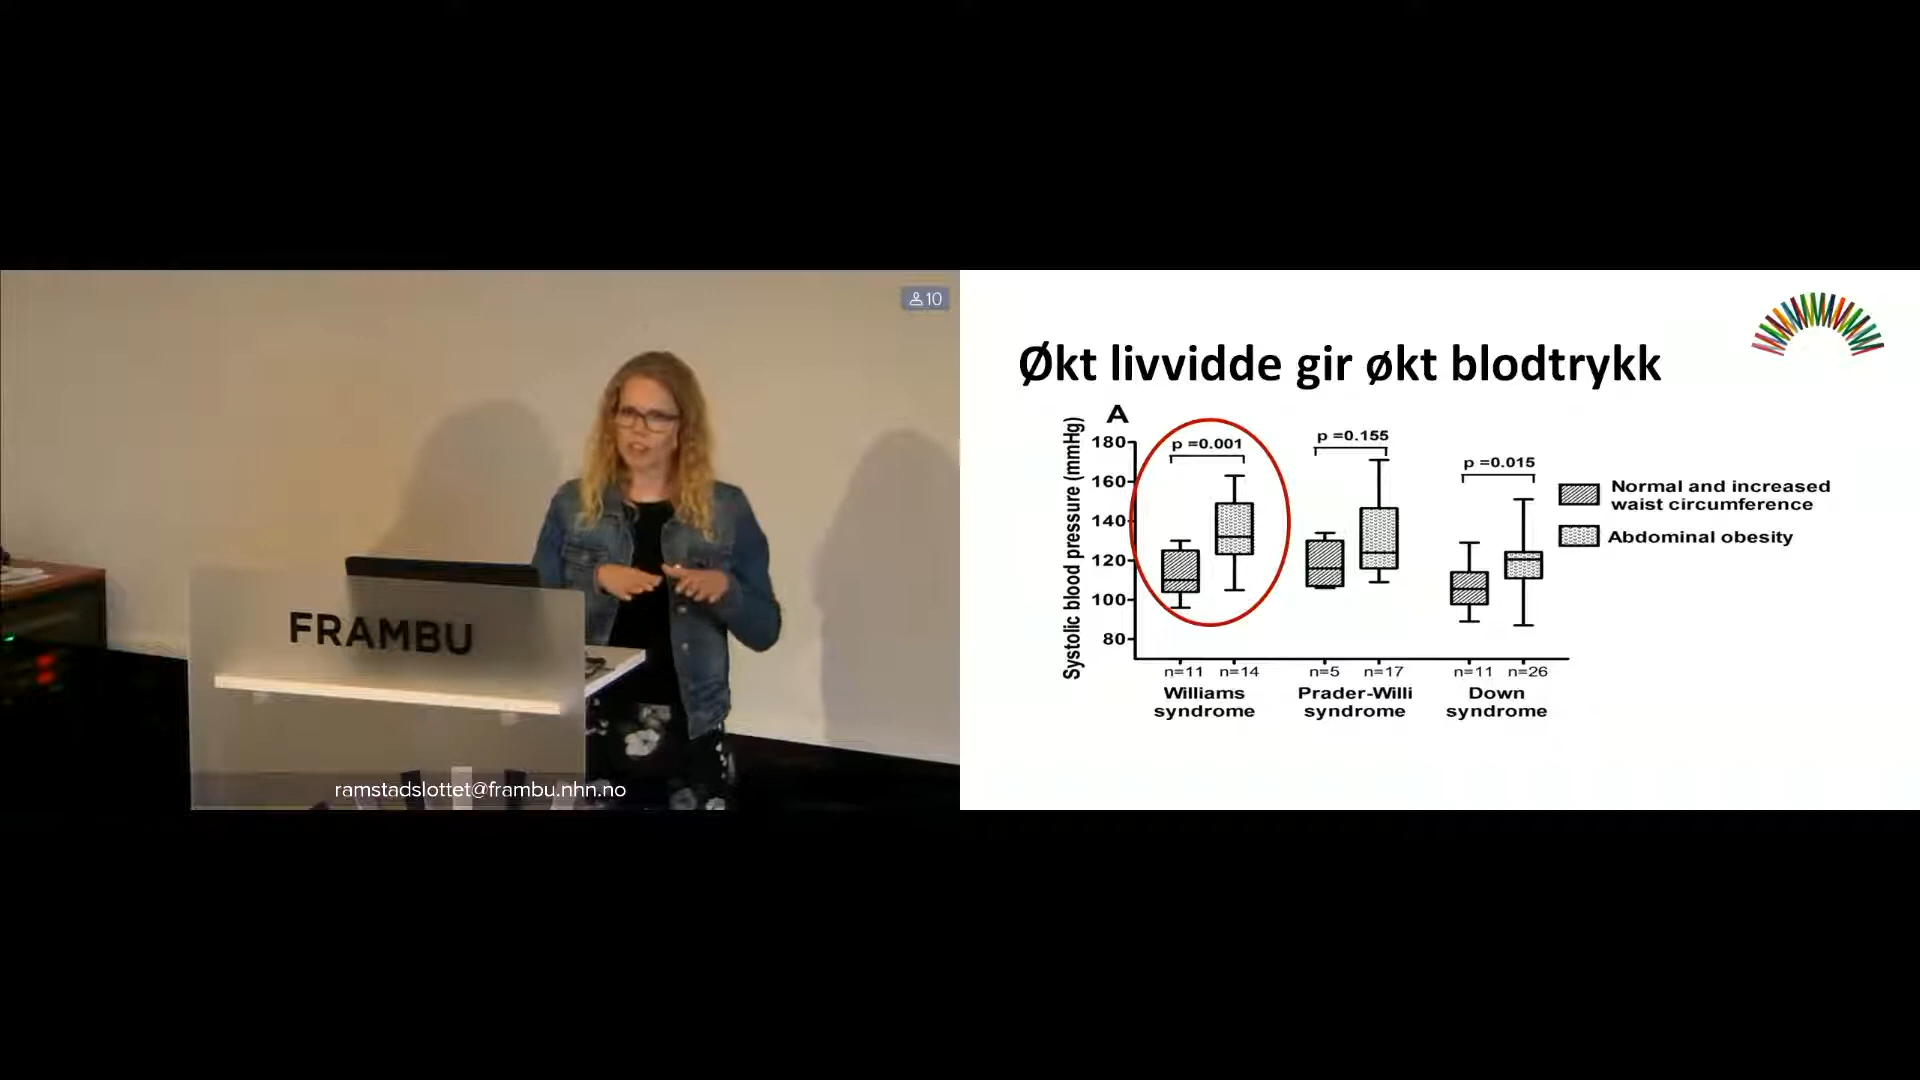 10
FRAMBU
ramstadslottet@frambu.nhn.no
Økt livvidde gir økt blodtrykk
A
Systolic blood pressure (mmHg)
180
160
140
120
100
80
p =0.001
p =0.155
p =0.015
Normal and increased
waist circumference
Abdominal obesity
n=11 n=14 n=5 n=17 n=11 n=26
Williams
syndrome
Prader-Willi
syndrome
Down
syndrome